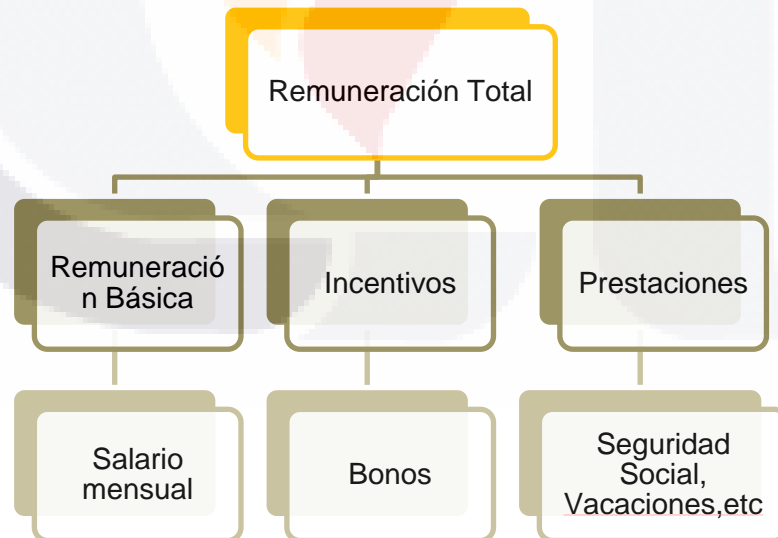 Remuneración Total
Remuneració
n Básica
Incentivos
Prestaciones
Salario
mensual
Bonos
Seguridad
Social,
Vacaciones,etc